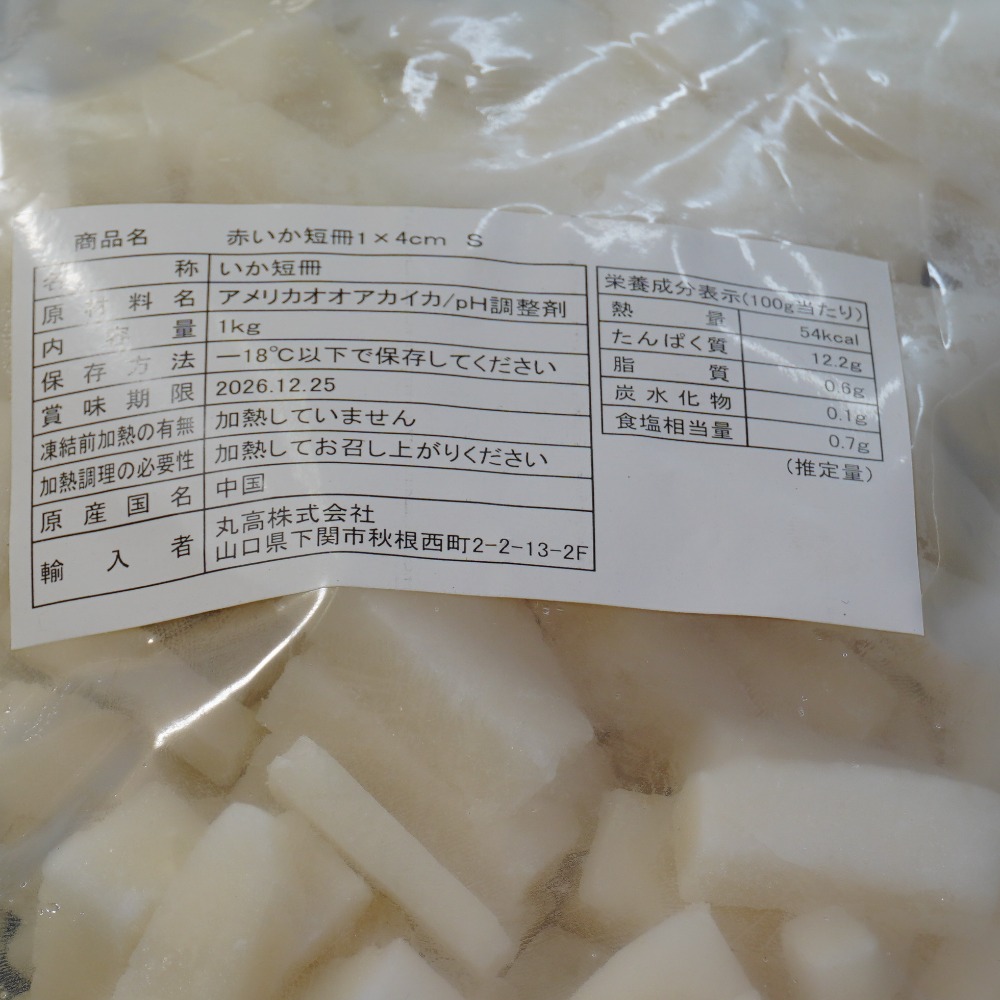 商品名 赤いか短冊1×4cm S
名称 いか短冊
原材料名 アメリカオオアカイカ/pH調整剤
内容量 1kg
保存方法 －18℃以下で保存してください
賞味期限 2026.12.25
凍結前加熱の有無 加熱していません
加熱調理の必要性 加熱してお召し上がりください
原産国名 中国
輸入者 丸高株式会社
山口県下関市秋根西町2-2-13-2F
栄養成分表示(100g当たり)
熱量 54kcal
たんぱく質 12.2g
脂質 0.6g
炭水化物 0.1g
食塩相当量 0.7g
(推定量)